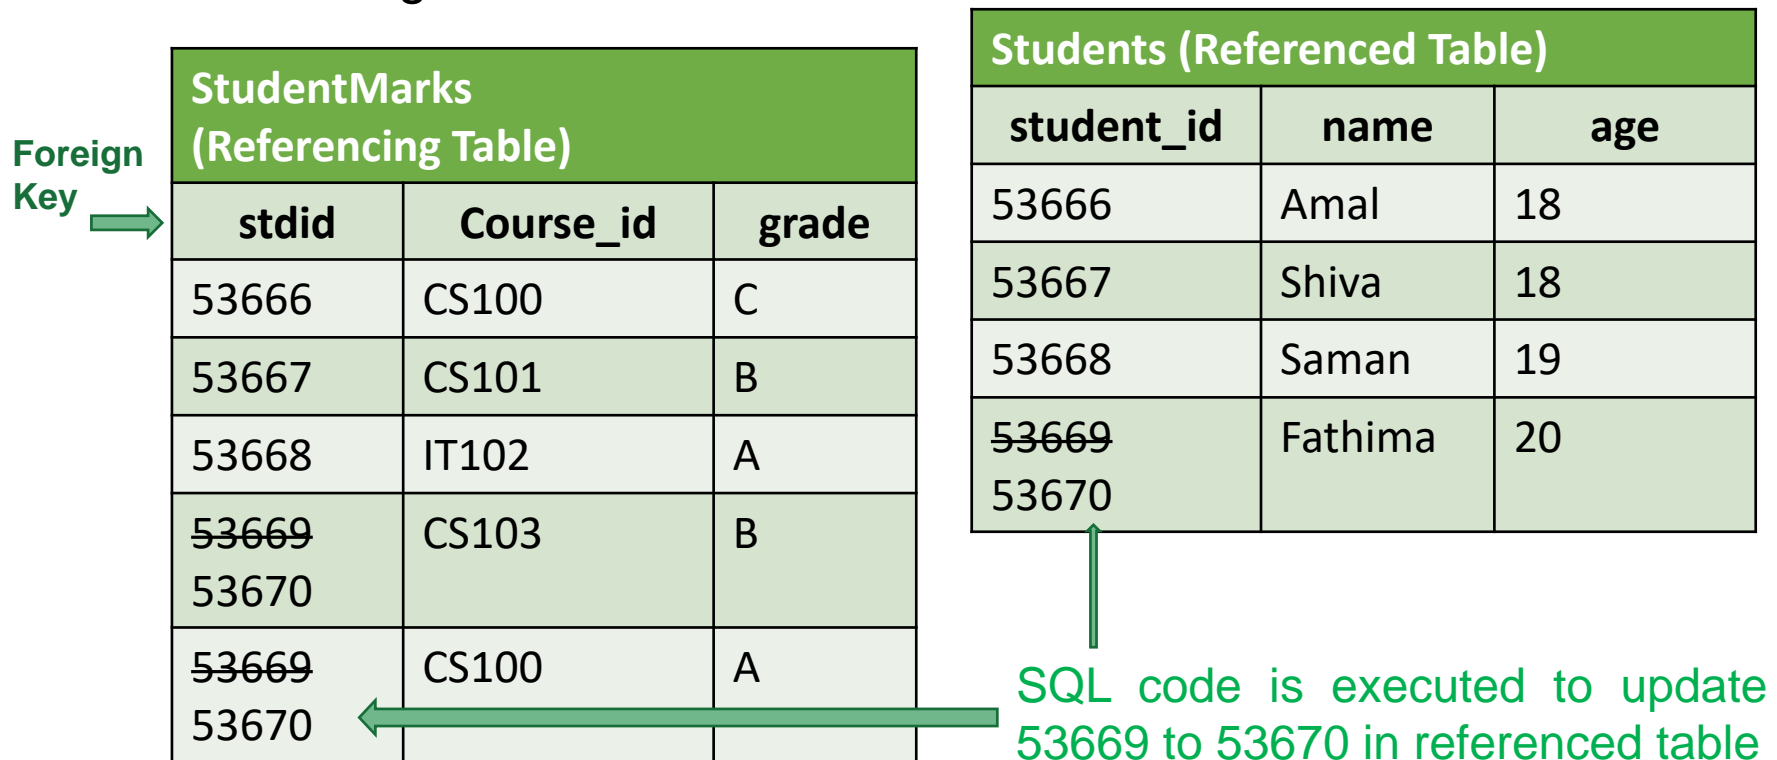 Foreign
Key
StudentMarks
(Referencing Table)
stdid Course_id grade
53666 CS100 C
53667 CS101 B
53668 IT102 A
53669 CS103 B
53670
53669 CS100 A
53670
Students (Referenced Table)
student_id name age
53666 Amal 18
53667 Shiva 18
53668 Saman 19
53669 Fathima 20
53670
SQL code is executed to update
53669 to 53670 in referenced table